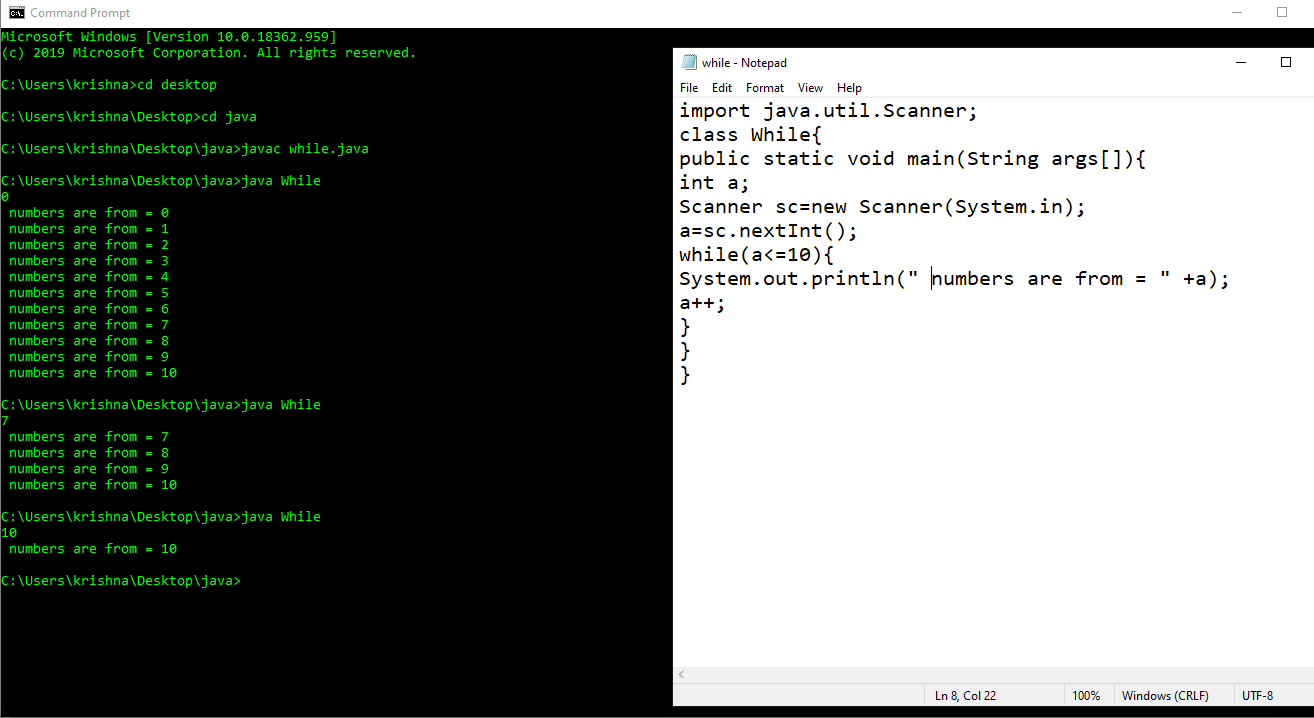 Command Prompt
Microsoft Windows [Version 10.0.18362.959]
(c) 2019 Microsoft Corporation. All rights reserved.
C:\Users\krishna>cd desktop
C:\Users\krishna\Desktop>cd java
C:\Users\krishna\Desktop\java>javac while.java
C:\Users\krishna\Desktop\java>java While
0
numbers are from = 0
numbers are from = 1
numbers are from = 2
numbers are from = 3
numbers are from = 4
numbers are from = 5
numbers are from = 6
numbers are from = 7
numbers are from = 8
numbers are from = 9
numbers are from = 10
C:\Users\krishna\Desktop\java>java While
7
numbers are from = 7
numbers are from = 8
numbers are from = 9
numbers are from = 10
C:\Users\krishna\Desktop\java>java While
10
numbers are from = 10
C:\Users\krishna\Desktop\java>
while - Notepad
File Edit Format View Help
import java.util.Scanner;
class While{
public static void main(String args[]){
int a;
Scanner sc=new Scanner(System.in);
a=sc.nextInt();
while(a<=10){
System.out.println(" numbers are from = " +a);
a++;
}
}
}
Ln 8, Col 22 100% Windows (CRLF) UTF-8